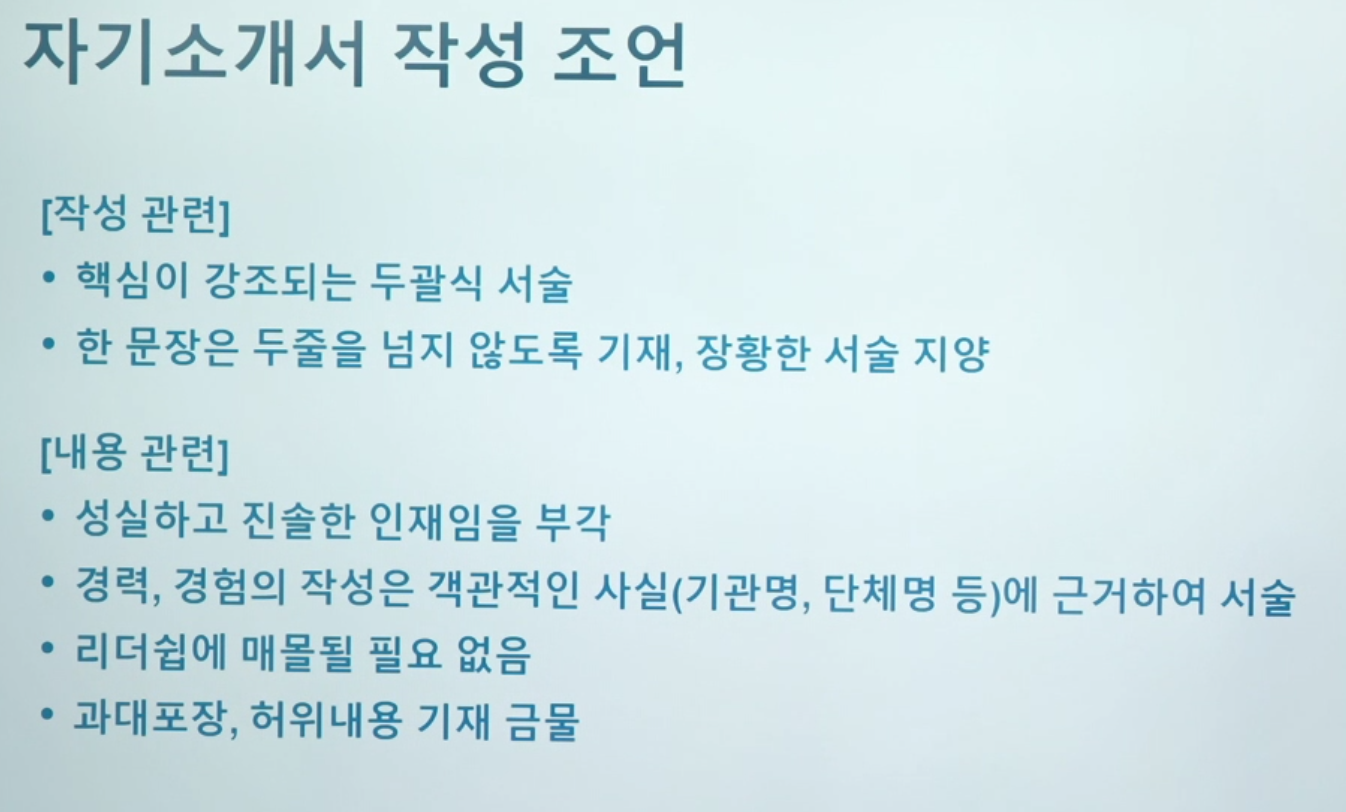 자기소개서 작성 조언
[작성 관련]
• 핵심이 강조되는 두괄식 서술
• 한 문장은 두줄을 넘지 않도록 기재, 장황한 서술 지양
[내용 관련]
• 성실하고 진솔한 인재임을 부각
• 경력, 경험의 작성은 객관적인 사실(기관명, 단체명 등)에 근거하여 서술
• 리더쉽에 매몰될 필요 없음
• 과대포장, 허위내용 기재 금물